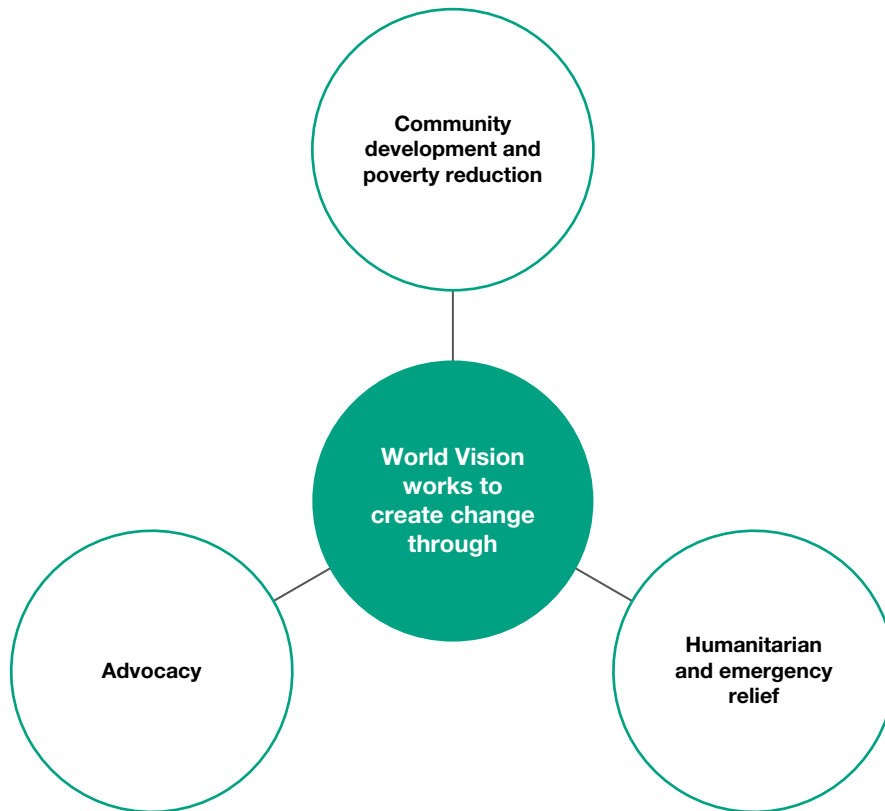 Community
development and
poverty reduction
World Vision
works to
create change
through
Advocacy
Humanitarian
and emergency
relief